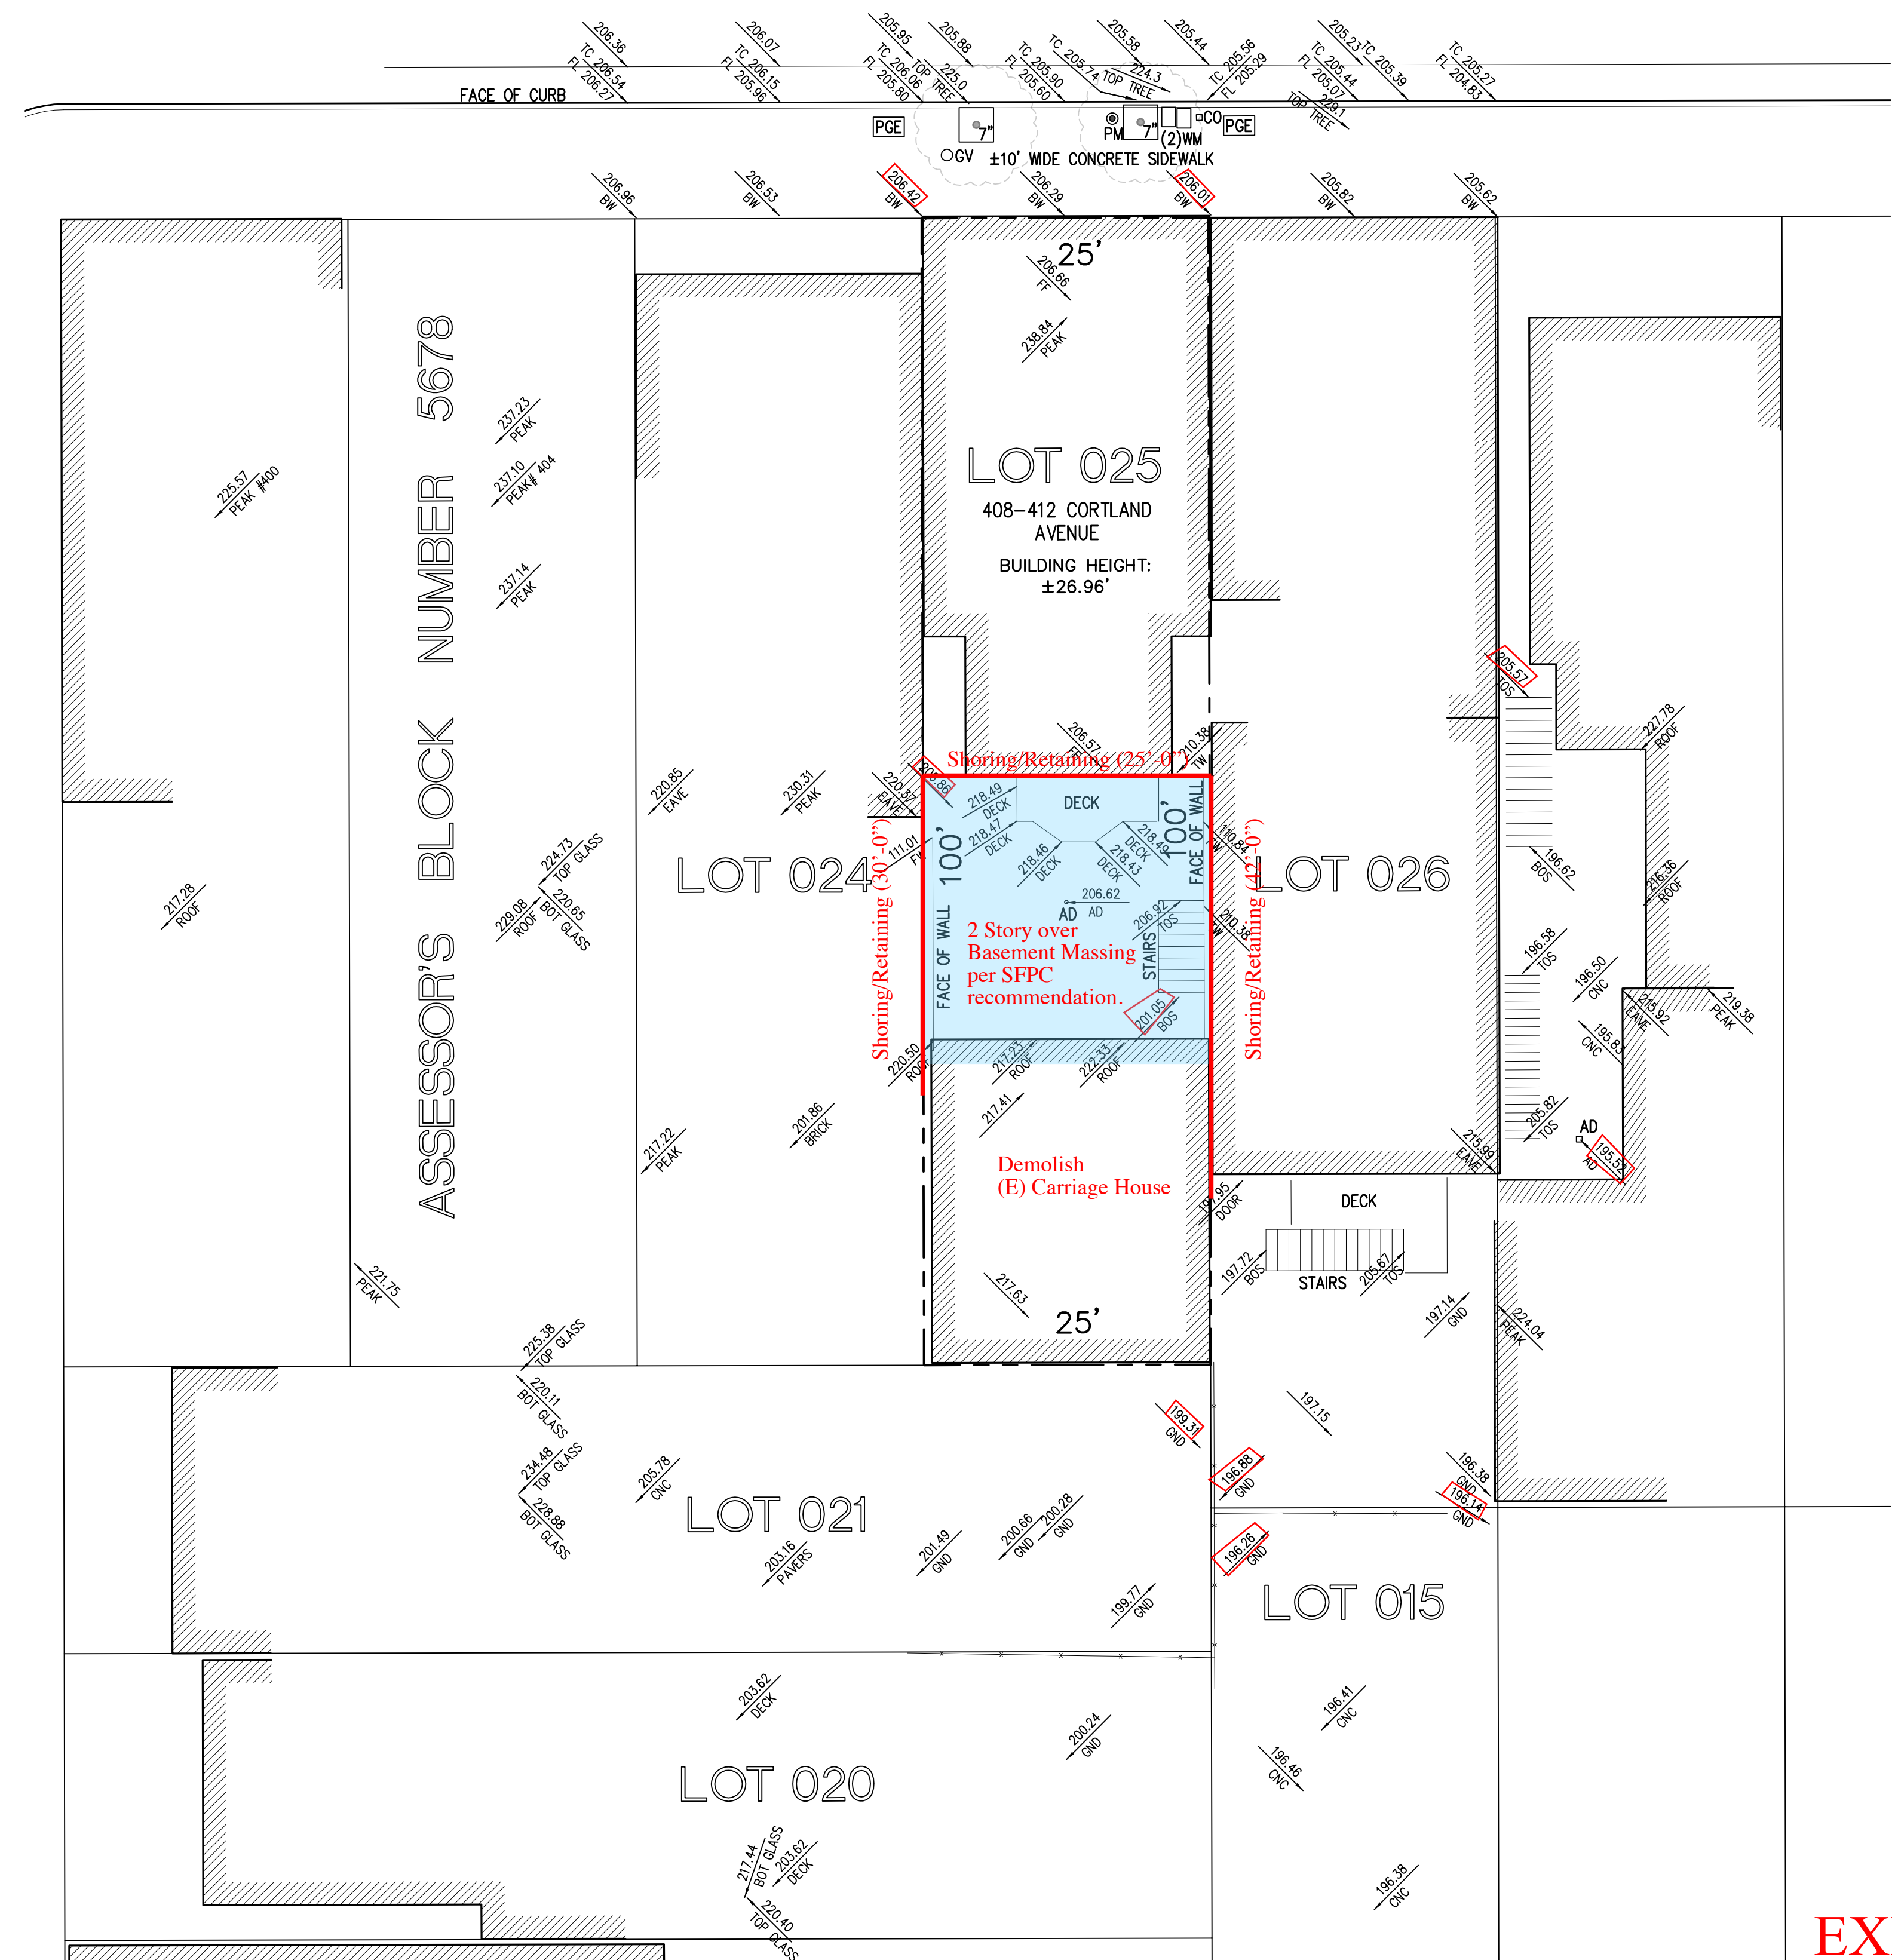 206.36
TC 206.54
FL 206.27
206.07
TC 206.15
FL 205.96
205.95
TC 206.06
FL 205.80
205.88
225.0
TOP TREE
TC 205.90
FL 205.60
205.58
TC 205.74
224.3
TOP TREE
205.44
TC 205.56
FL 205.29
205.23
TC 205.44
FL 205.07
229.1
TOP TREE
TC 205.39
TC 205.27
FL 204.83
FACE OF CURB
PGE
7"
GV
PM
7"
(2)WM
CO
PGE
±10' WIDE CONCRETE SIDEWALK
206.96
BW
206.53
BW
206.42
BW
206.29
BW
206.01
BW
205.82
BW
205.62
BW
25'
206.66
FF
238.84
PEAK
LOT 025
408-412 CORTLAND
AVENUE
BUILDING HEIGHT:
±26.96'
ASSESSOR'S BLOCK NUMBER 5678
237.23
PEAK
237.10
PEAK# 404
237.14
PEAK
225.57
PEAK #400
217.28
ROOF
224.73
TOP GLASS
220.65
BOT GLASS
229.08
ROOF
220.85
EAVE
230.31
PEAK
220.37
EAVE
205.86
206.57
FF
210.38
TW
205.57
TOS
227.78
ROOF
Shoring/Retaining (25'-0")
Shoring/Retaining (30'-0")
Shoring/Retaining (42'-0")
LOT 024
111.01
100'
FACE OF WALL
218.49
DECK
218.47
DECK
218.46
DECK
DECK
218.43
DECK
218.49
DECK
100'
FACE OF WALL
110.84
LOT 026
206.62
AD
AD
206.92
TOS
210.38
TW
STAIRS
2 Story over
Basement Massing
per SFPC
recommendation.
201.05
BOS
196.62
BOS
216.36
ROOF
196.58
TOS
196.50
CNC
195.83
CNC
215.92
EAVE
219.38
PEAK
220.50
ROOF
217.23
ROOF
222.33
ROOF
217.41
201.86
BRICK
217.22
PEAK
Demolish
(E) Carriage House
197.95
DOOR
215.99
EAVE
205.82
TOS
AD
195.52
AD
DECK
197.72
BOS
STAIRS
205.67
TOS
197.14
GND
224.04
PEAK
221.75
PEAK
217.63
25'
225.38
TOP GLASS
220.11
BOT GLASS
234.48
TOP GLASS
228.88
BOT GLASS
205.78
CNC
LOT 021
203.16
PAVERS
201.49
GND
200.66
GND
200.28
GND
199.77
GND
199.31
GND
196.88
GND
196.26
GND
197.15
196.38
GND
196.14
GND
LOT 015
203.62
DECK
LOT 020
200.24
GND
196.41
CNC
196.46
CNC
196.38
CNC
217.44
BOT GLASS
203.62
DECK
220.40
TOP GLASS